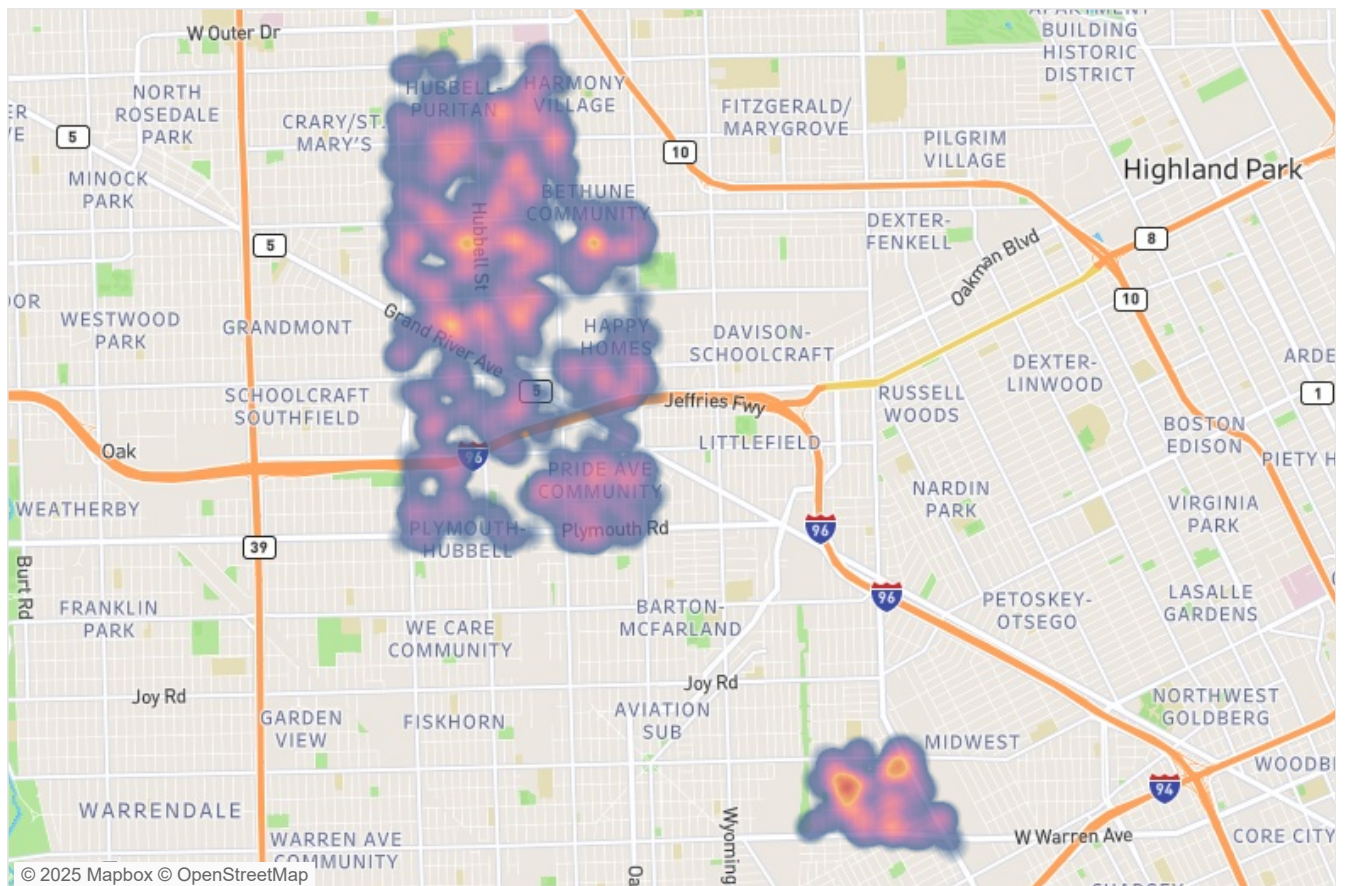 W Outer Dr
BUILDING
HISTORIC
DISTRICT
NORTH
ROSEDALE
PARK
HUBBELL-
PURITAN
HARMONY
VILLAGE
FITZGERALD/
MARYGROVE
CRARY/ST.
MARY'S
5
10
PILGRIM
VILLAGE
Highland Park
MINOCK
PARK
BETHUNE
COMMUNITY
Hubbell St
DEXTER-
FENKELL
5
8
Oakman Blvd
10
OOR
WESTWOOD
PARK
GRANDMONT
Grand River Ave
HAPPY
HOMES
DAVISON-
SCHOOLCRAFT
DEXTER-
LINWOOD
ARDE
1
SCHOOLCRAFT
SOUTHFIELD
5
Jeffries Fwy
RUSSELL
WOODS
BOSTON
EDISON
PIETY H
Oak
96
LITTLEFIELD
PRIDE AVE
COMMUNITY
NARDIN
PARK
VIRGINIA
PARK
WEATHERBY
PLYMOUTH-
HUBBELL
Plymouth Rd
96
39
Burt Rd
96
FRANKLIN
PARK
WE CARE
COMMUNITY
BARTON-
MCFARLAND
PETOSKEY-
OTSEGO
LASALLE
GARDENS
Joy Rd
Joy Rd
GARDEN
VIEW
FISKHORN
AVIATION
SUB
NORTHWEST
GOLDBERG
MIDWEST
WOODB
94
WARRENDALE
WARREN AVE
COMMUNITY
Wyoming
W Warren Ave
CORE CITY
Oa
© 2025 Mapbox © OpenStreetMap